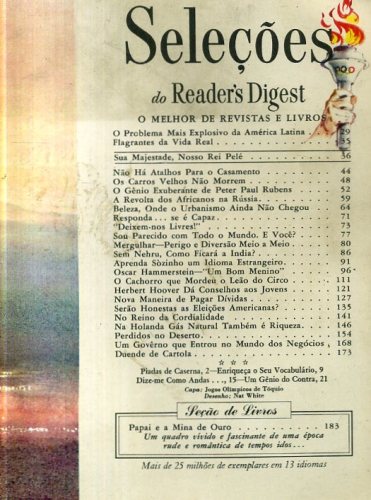 Seleções
do Reader's Digest
O MELHOR DE REVISTAS E LIVROS
O Problema Mais Explosivo da América Latina . 29
Flagrantes da Vida Real . . . . . . . . 35
Sua Majestade, Nosso Rei Pelé . . . . . . 36
Não Há Atalhos Para o Casamento . . . . . 44
Os Carros Velhos Não Morrem . . . . . . 48
O Gênio Exuberante de Peter Paul Rubens . . . 52
A Revolta dos Africanos na Rússia . . . . . 59
Beleza, Onde o Urbanismo Ainda Não Chegou . . 64
Responda... se é Capaz . . . . . . . . 71
"Deixem-nos Livres!" . . . . . . . . . 73
Sou Parecido com Todo o Mundo. E Você? . . . 77
Mergulhar—Perigo e Diversão Meio a Meio . . . 80
Sem Nehru, Como Ficará a India? . . . . . 86
Aprenda Sòzinho um Idioma Estrangeiro . . . . 91
Oscar Hammerstein—"Um Bom Menino" . . . . 96
O Cachorro que Mordeu o Leão do Circo . . . 111
Herbert Hoover Dá Conselhos aos Jovens . . . 121
Nova Maneira de Pagar Dívidas . . . . . . 127
Serão Honestas as Eleições Americanas? . . . . 135
No Reino da Cordialidade . . . . . . . 141
Na Holanda Gás Natural Também é Riqueza . . 146
Perdidos no Deserto . . . . . . . . . 154
Um Govêrno que Entrou no Mundo dos Negócios . 168
Duende de Cartola . . . . . . . . . 173
* * *
Piadas de Caserna, 2—Enriqueça o Seu Vocabulário, 9
Dize-me Como Andas . . ., 15—Um Gênio do Contra, 21
Capa: Jogos Olímpicos de Tóquio
Desenho: Nat White
Seção de Livros
Papai e a Mina de Ouro . . . . . . . . 183
Um quadro vívido e fascinante de uma época
rude e romântica de tempos idos...
Mais de 25 milhões de exemplares em 13 idiomas